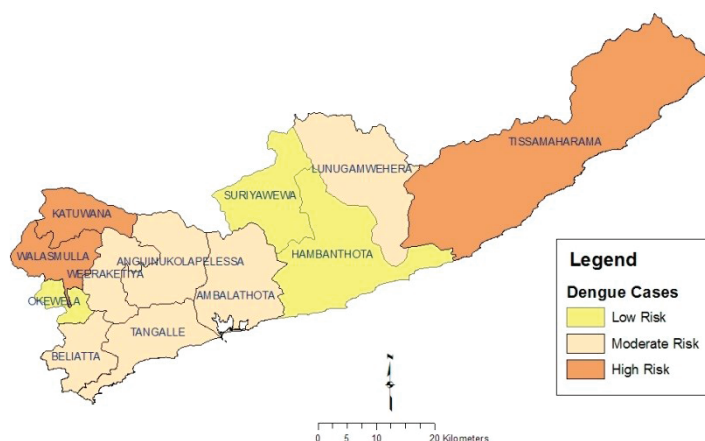 TISSAMAHARAMA
LUNUGAMWEHERA
SURIYAWEWA
KATUWANA
HAMBANTHOTA
WALASMULLA
ANGUNUKOLAPELESSA
WEERAKETIYA
OKEWELA
AMBALATHOTA
TANGALLE
BELIATTA
Legend
Dengue Cases
Low Risk
Moderate Risk
High Risk
0 5 10 20 Kilometers